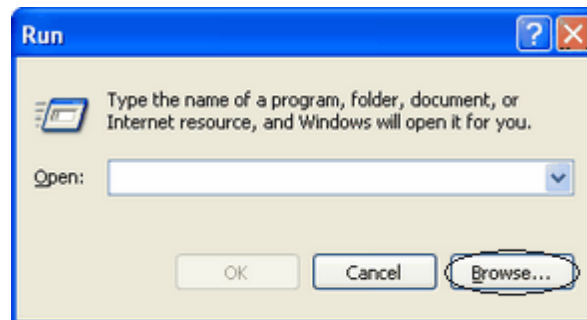 Run
Type the name of a program, folder, document, or
Internet resource, and Windows will open it for you.
Open:
OK Cancel Browse...